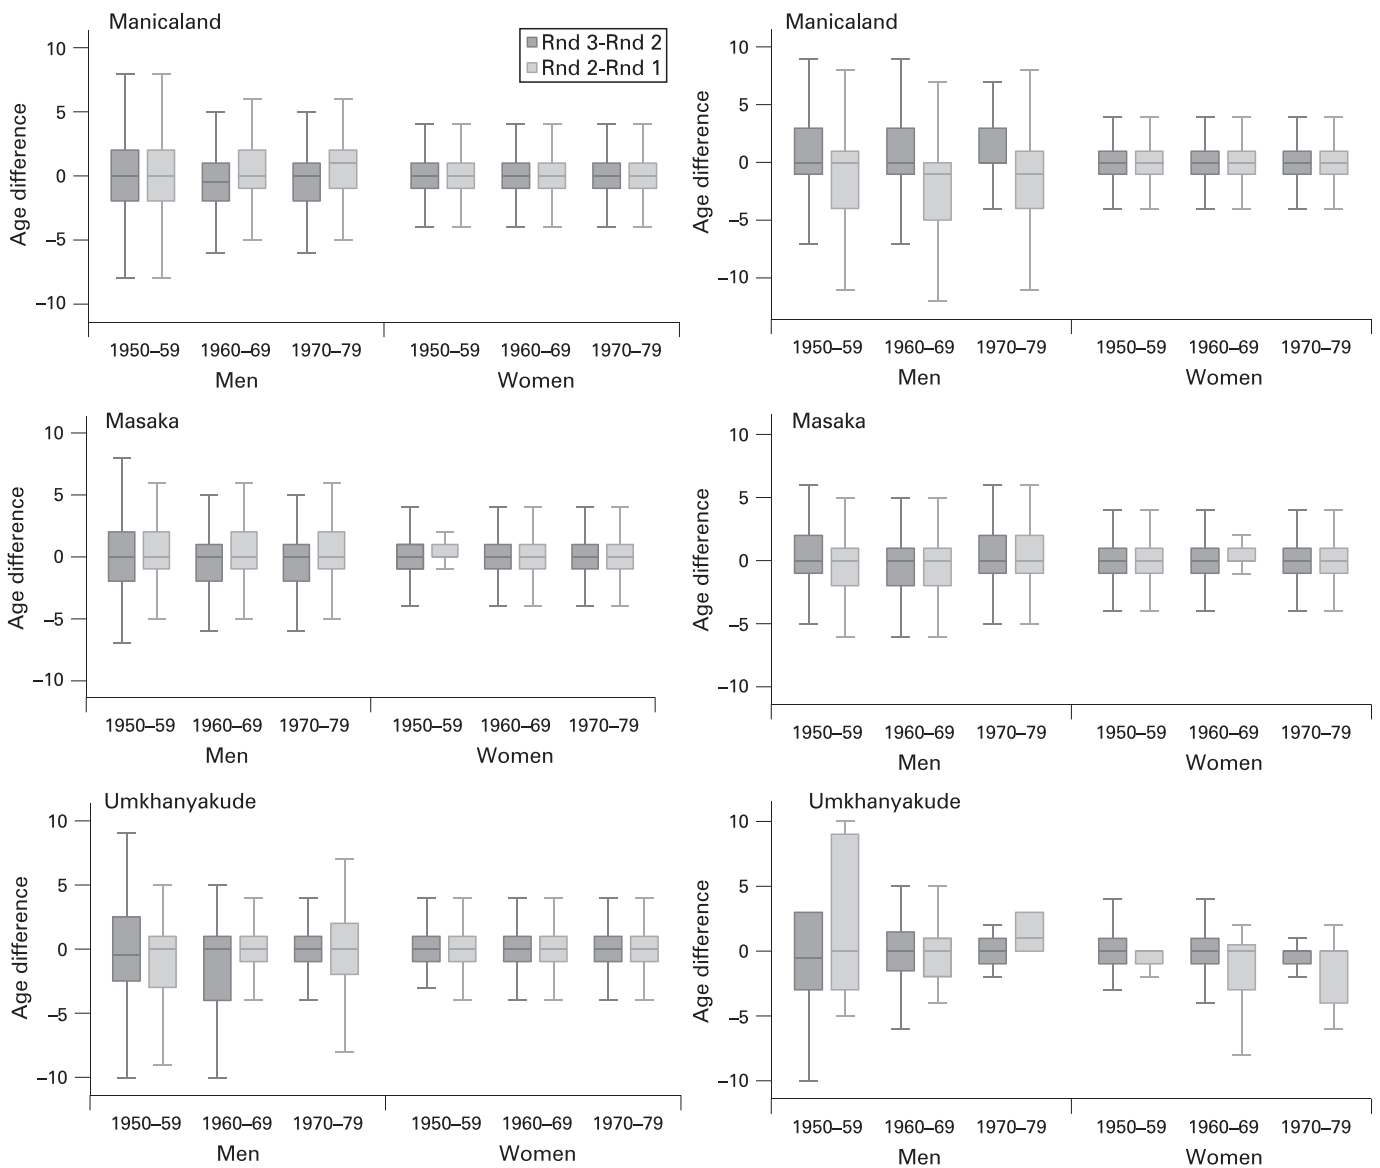 Manicaland
Rnd 3-Rnd 2
Rnd 2-Rnd 1
Age difference
10
5
0
–5
–10
1950–59 1960–69 1970–79 1950–59 1960–69 1970–79
Men Women
Manicaland
Age difference
10
5
0
–5
–10
1950–59 1960–69 1970–79 1950–59 1960–69 1970–79
Men Women
Masaka
Age difference
10
5
0
–5
–10
1950–59 1960–69 1970–79 1950–59 1960–69 1970–79
Men Women
Masaka
Age difference
10
5
0
–5
–10
1950–59 1960–69 1970–79 1950–59 1960–69 1970–79
Men Women
Umkhanyakude
Age difference
10
5
0
–5
–10
1950–59 1960–69 1970–79 1950–59 1960–69 1970–79
Men Women
Umkhanyakude
Age difference
10
5
0
–5
–10
1950–59 1960–69 1970–79 1950–59 1960–69 1970–79
Men Women